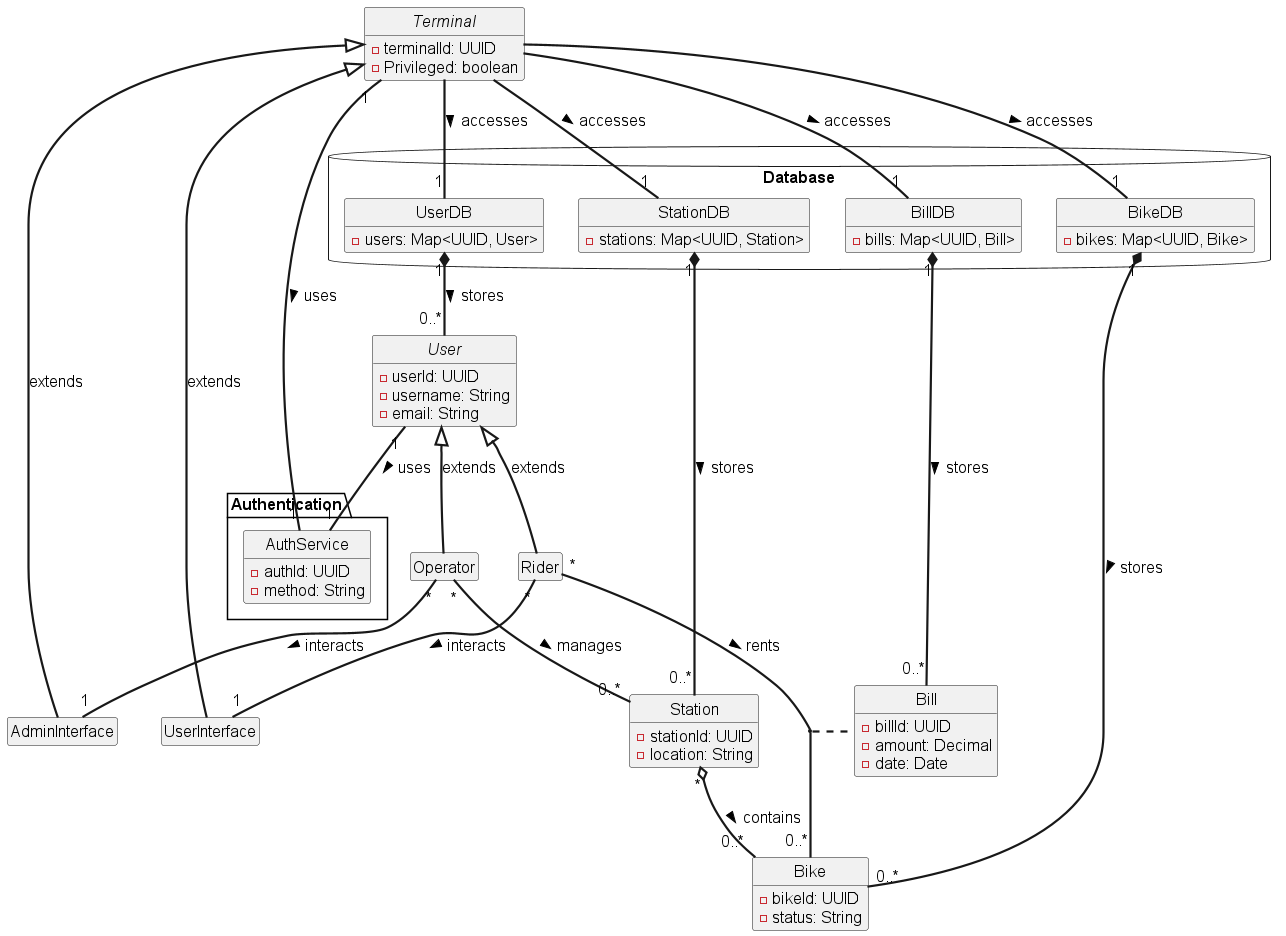 Terminal
terminalId: UUID
Privileged: boolean
1
accesses
accesses
accesses
accesses
Database
1
1
1
1
UserDB
users: Map<UUID, User>
StationDB
stations: Map<UUID, Station>
BillDB
bills: Map<UUID, Bill>
BikeDB
bikes: Map<UUID, Bike>
1
1
1
1
uses
stores
0..*
User
userId: UUID
username: String
email: String
extends
extends
1
uses
extends
extends
stores
stores
Authentication
1
1
AuthService
authId: UUID
method: String
Operator
Rider
*
*
*
*
stores
interacts
interacts
manages
rents
1
1
0..*
0..*
0..*
AdminInterface
UserInterface
Station
stationId: UUID
location: String
Bill
billId: UUID
amount: Decimal
date: Date
*
contains
0..*
0..*
0..*
Bike
bikeId: UUID
status: String